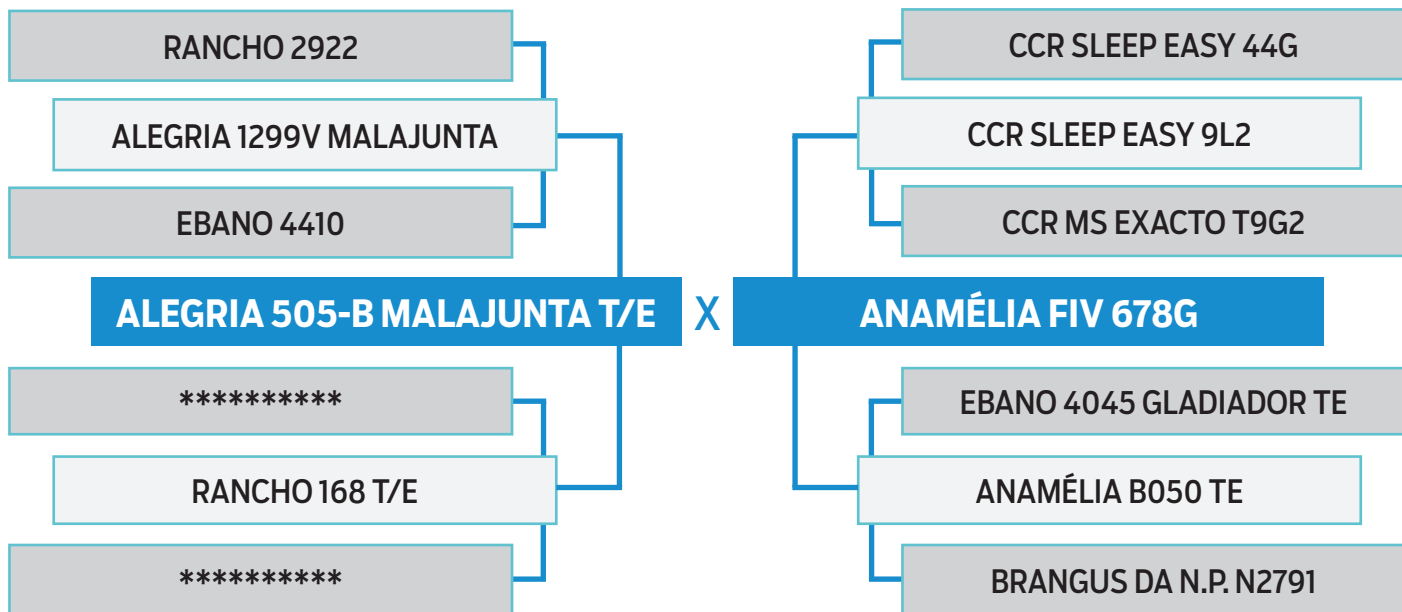 RANCHO 2922
ALEGRIA 1299V MALAJUNTA
EBANO 4410
ALEGRIA 505-B MALAJUNTA T/E
**********
RANCHO 168 T/E
**********
X
CCR SLEEP EASY 44G
CCR SLEEP EASY 9L2
CCR MS EXACTO T9G2
ANAMÉLIA FIV 678G
EBANO 4045 GLADIADOR TE
ANAMÉLIA B050 TE
BRANGUS DA N.P. N2791